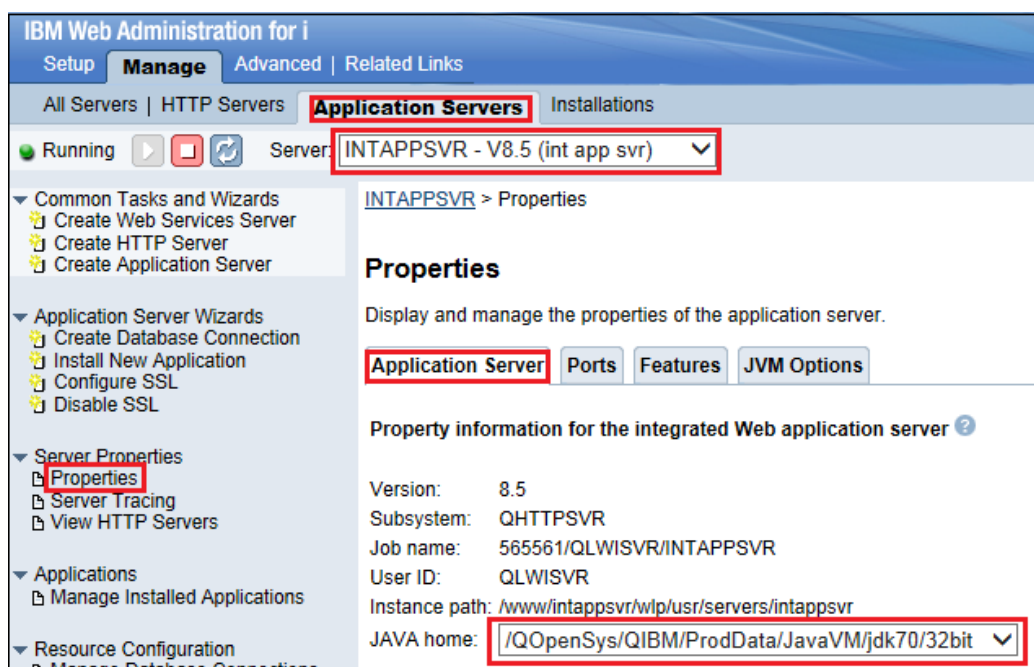 IBM Web Administration for i
Setup Manage Advanced | Related Links
All Servers | HTTP Servers Application Servers Installations
Running Server: INTAPPSVR - V8.5 (int app svr)
Common Tasks and Wizards
Create Web Services Server
Create HTTP Server
Create Application Server
Application Server Wizards
Create Database Connection
Install New Application
Configure SSL
Disable SSL
Server Properties
Properties
Server Tracing
View HTTP Servers
Applications
Manage Installed Applications
Resource Configuration
Manage Database Connections
INTAPPSVR > Properties
Properties
Display and manage the properties of the application server.
Application Server Ports Features JVM Options
Property information for the integrated Web application server ?
Version: 8.5
Subsystem: QHTTPSVR
Job name: 565561/QLWISVR/INTAPPSVR
User ID: QLWISVR
Instance path: /www/intappsvr/wlp/usr/servers/intappsvr
JAVA home: /QOpenSys/QIBM/ProdData/JavaVM/jdk70/32bit